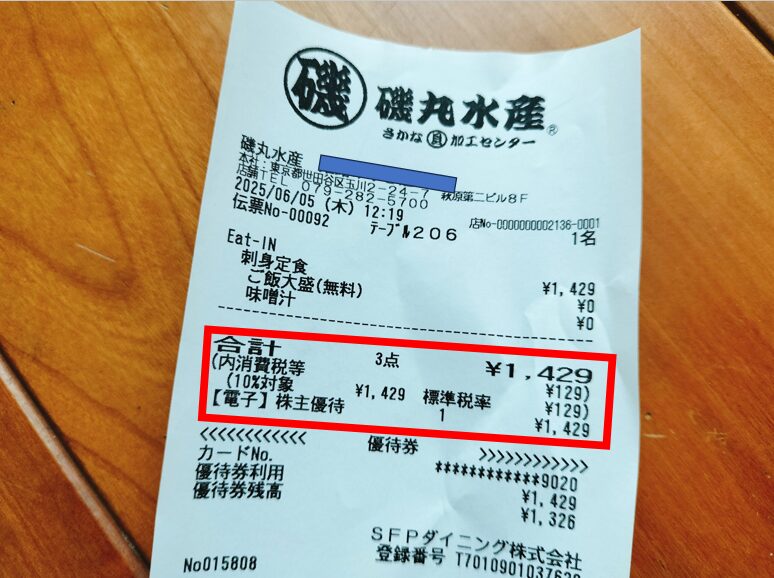 磯
磯丸水産®
さかな 貝 加工センター
磯丸水産
本社：東京都世田谷区玉川2-24-7 萩原第二ビル8F
店舗TEL 079-282-5700
2025/06/05 (木) 12:19 店No-0000000002136-0001
伝票No-00092 テーブル206 1名
Eat-IN
刺身定食 ¥1,429
ご飯大盛(無料) ¥0
味噌汁 ¥0
合計 3点 ¥1,429
(内消費税等 ¥129)
(10%対象 ¥1,429 標準税率 ¥129)
【電子】株主優待 1 ¥1,429
<<<<<<<<<<<< 優待券 >>>>>>>>>>>>
カードNo. ************9020
優待券利用 ¥1,429
優待券残高 ¥1,326
SFPダイニング株式会社
No015808 登録番号 T7010901037620